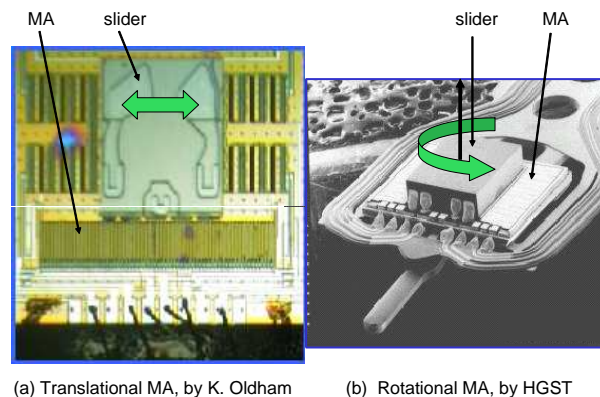 MA slider
slider MA
(a) Translational MA, by K. Oldham
(b) Rotational MA, by HGST